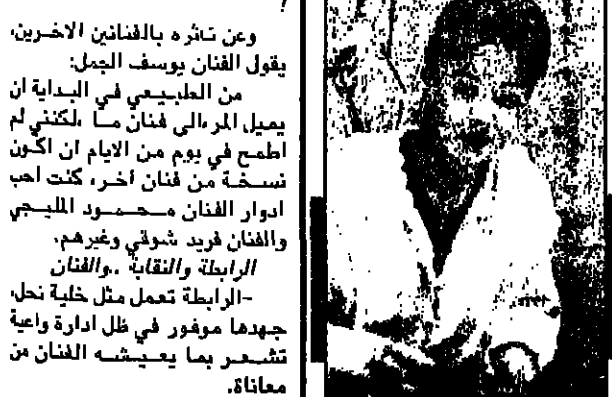 ؟
وعن تاثره بالفنانين الاخرين،
يقول الفنان يوسف الجمل:
من الطبيعي في البداية ان
يميل المرء الى فنان ما ،لكنني لم
اطمح في يوم من الايام ان اكون
نسخة من فنان آخر، كنت احب
ادوار الفنان محمود المليجي
والفنان فريد شوقي وغيرهم.
الرابطة والنقابة ..والفنان
-الرابطة تعمل مثل خلية نحل،
جهدها موفور في ظل ادارة واعية
تشعر بما يعيشه الفنان من
معاناة.